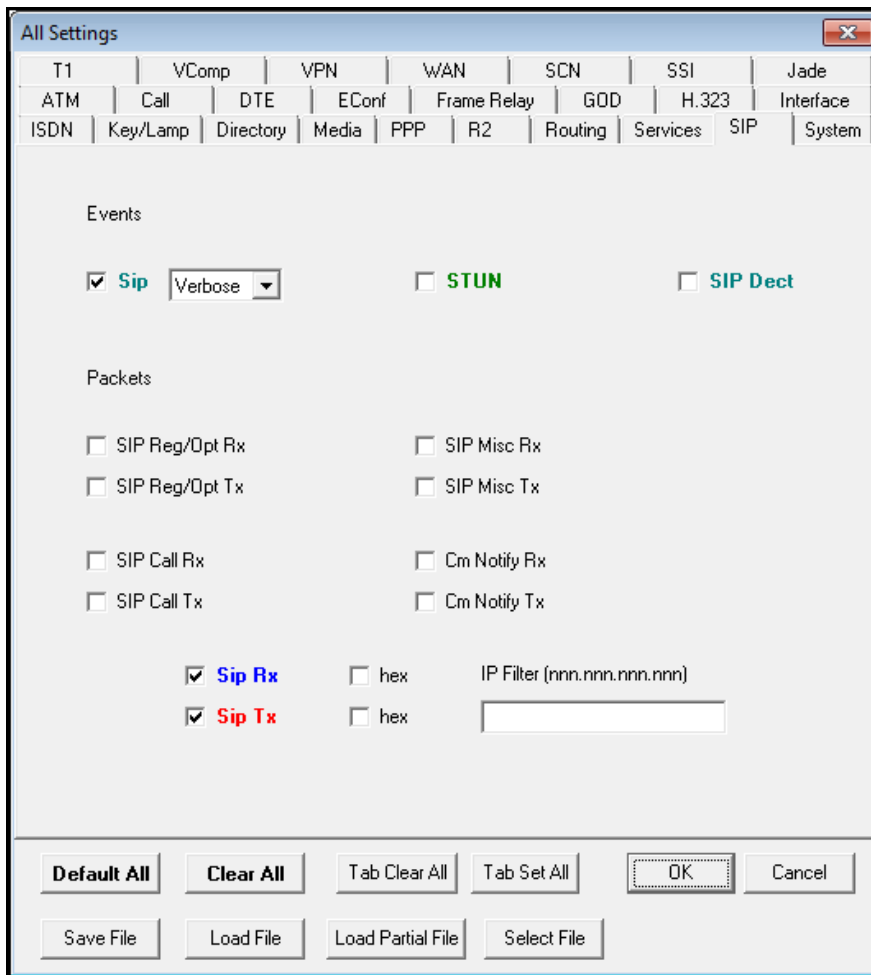 All Settings
T1 VComp VPN WAN SCN SSI Jade
ATM Call DTE EConf Frame Relay GOD H.323 Interface
ISDN Key/Lamp Directory Media PPP R2 Routing Services SIP System
Events
Sip Verbose STUN SIP Dect
Packets
SIP Reg/Opt Rx SIP Misc Rx
SIP Reg/Opt Tx SIP Misc Tx
SIP Call Rx Cm Notify Rx
SIP Call Tx Cm Notify Tx
Sip Rx hex IP Filter (nnn.nnn.nnn.nnn)
Sip Tx hex
Default All Clear All Tab Clear All Tab Set All OK Cancel
Save File Load File Load Partial File Select File